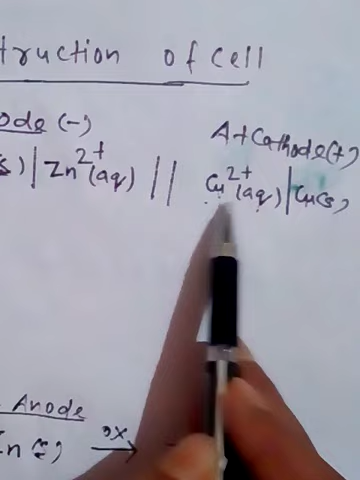 truction of cell
ode (-)
At Cathode (+)
s) | Zn2+ (aq) || Cu2+ (aq) | Cu(s)
Anode
n (s) ox →